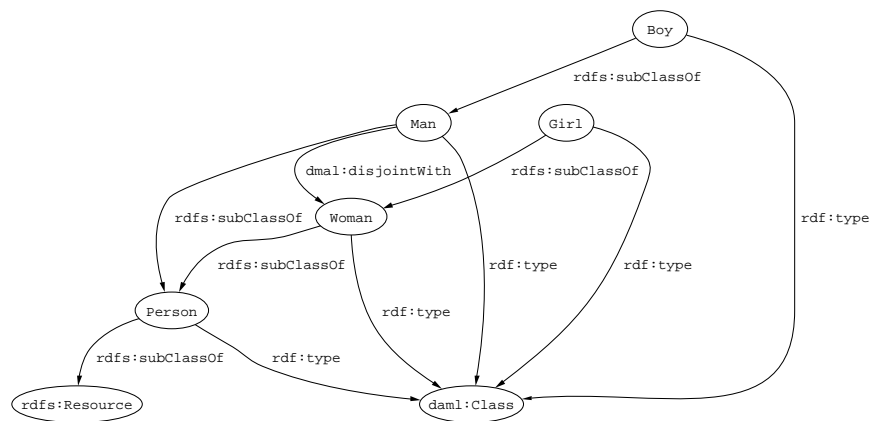 Boy
rdfs:subClassOf
Man
Girl
dmal:disjointWith
rdfs:subClassOf
rdfs:subClassOf
Woman
rdf:type
rdfs:subClassOf
rdf:type
rdf:type
Person
rdf:type
rdfs:subClassOf
rdf:type
rdfs:Resource
daml:Class